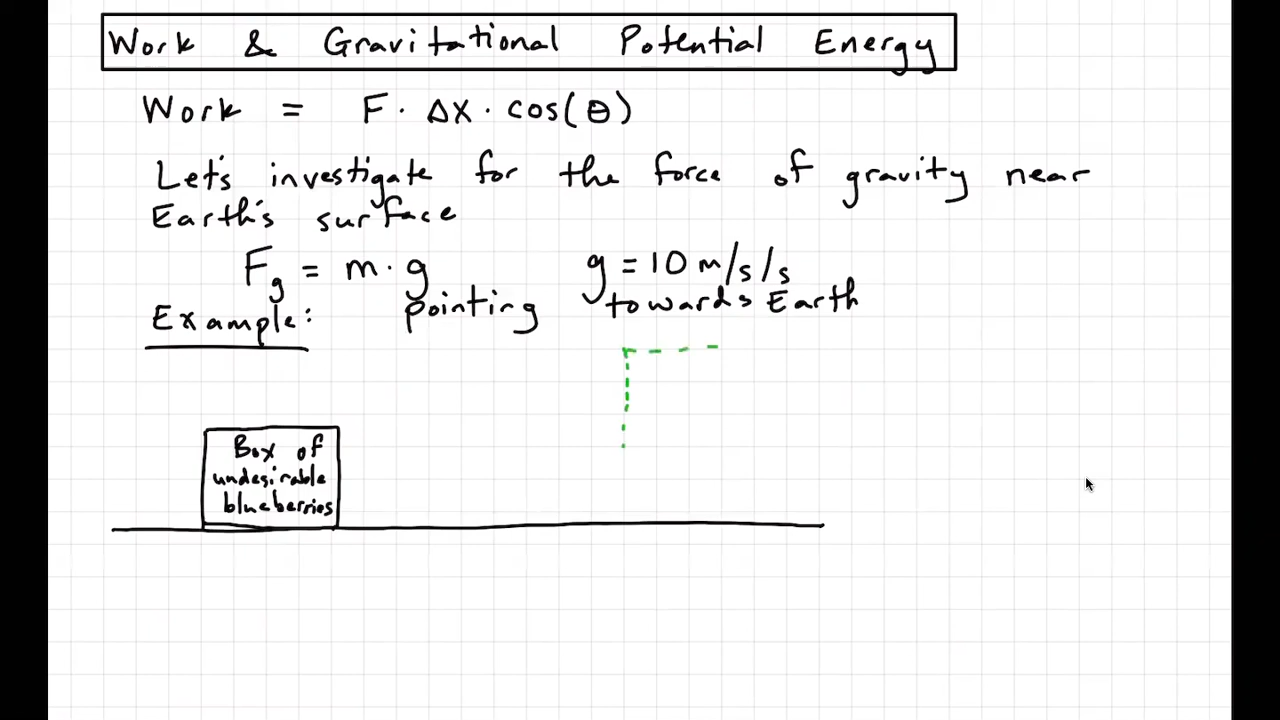 Work & Gravitational Potential Energy
Work = F · Δx · cos(θ)
Let's investigate for the force of gravity near
Earth's surface
Fg = m · g g = 10 m/s/s
Example: pointing towards Earth
Box of
undesirable
blueberries